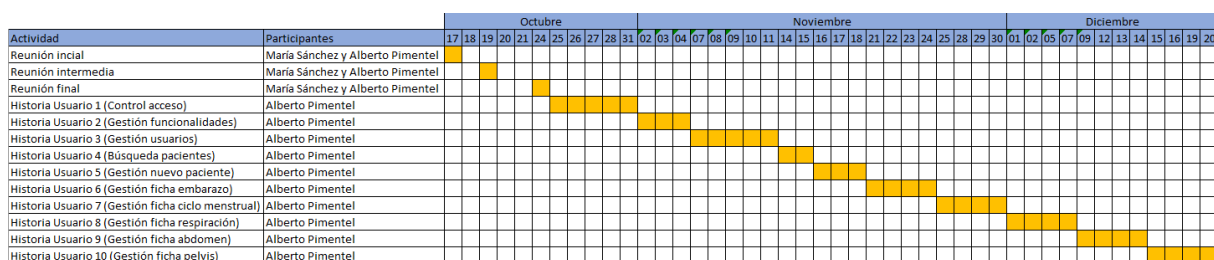 Octubre Noviembre Diciembre
Actividad Participantes 17 18 19 20 21 24 25 26 27 28 31 02 03 04 07 08 09 10 11 14 15 16 17 18 21 22 23 24 25 28 29 30 01 02 05 07 09 12 13 14 15 16 19 20
Reunión incial María Sánchez y Alberto Pimentel
Reunión intermedia María Sánchez y Alberto Pimentel
Reunión final María Sánchez y Alberto Pimentel
Historia Usuario 1 (Control acceso) Alberto Pimentel
Historia Usuario 2 (Gestión funcionalidades) Alberto Pimentel
Historia Usuario 3 (Gestión usuarios) Alberto Pimentel
Historia Usuario 4 (Búsqueda pacientes) Alberto Pimentel
Historia Usuario 5 (Gestión nuevo paciente) Alberto Pimentel
Historia Usuario 6 (Gestión ficha embarazo) Alberto Pimentel
Historia Usuario 7 (Gestión ficha ciclo menstrual) Alberto Pimentel
Historia Usuario 8 (Gestión ficha respiración) Alberto Pimentel
Historia Usuario 9 (Gestión ficha abdomen) Alberto Pimentel
Historia Usuario 10 (Gestión ficha pelvis) Alberto Pimentel